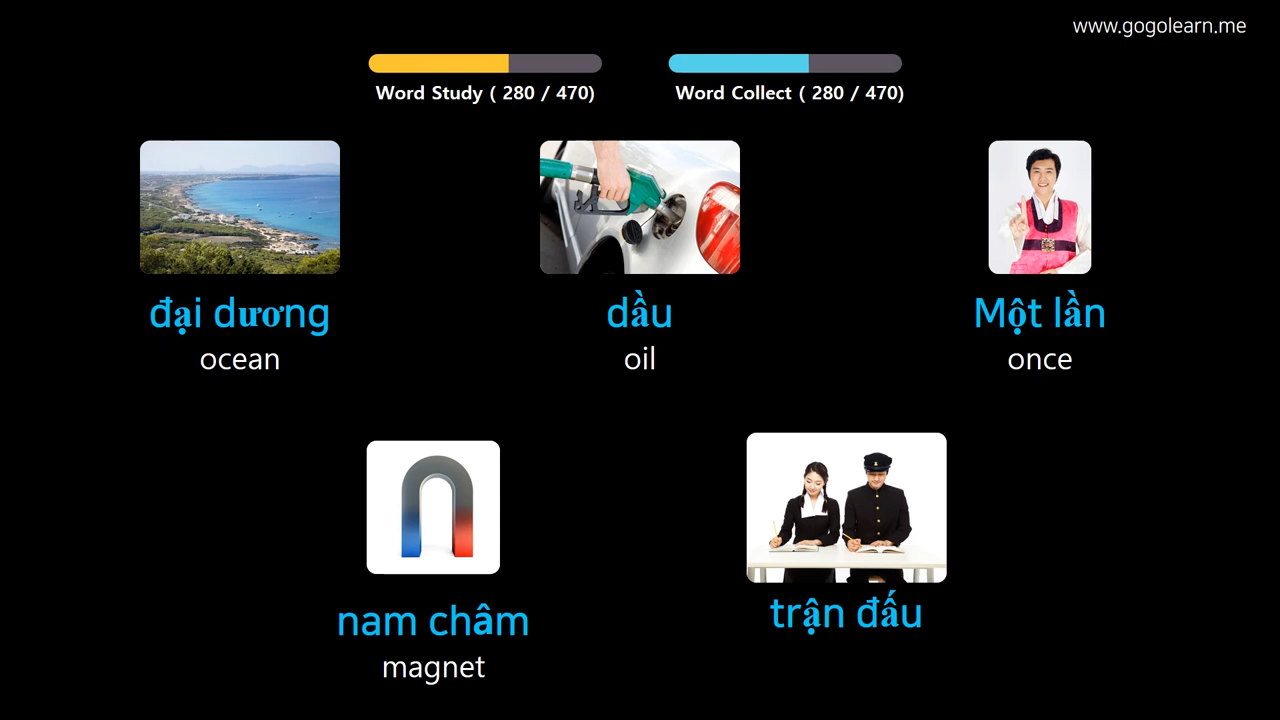 www.gogolearn.me
Word Study ( 280 / 470)
Word Collect ( 280 / 470)
đại dương
ocean
dầu
oil
Một lần
once
nam châm
magnet
trận đấu